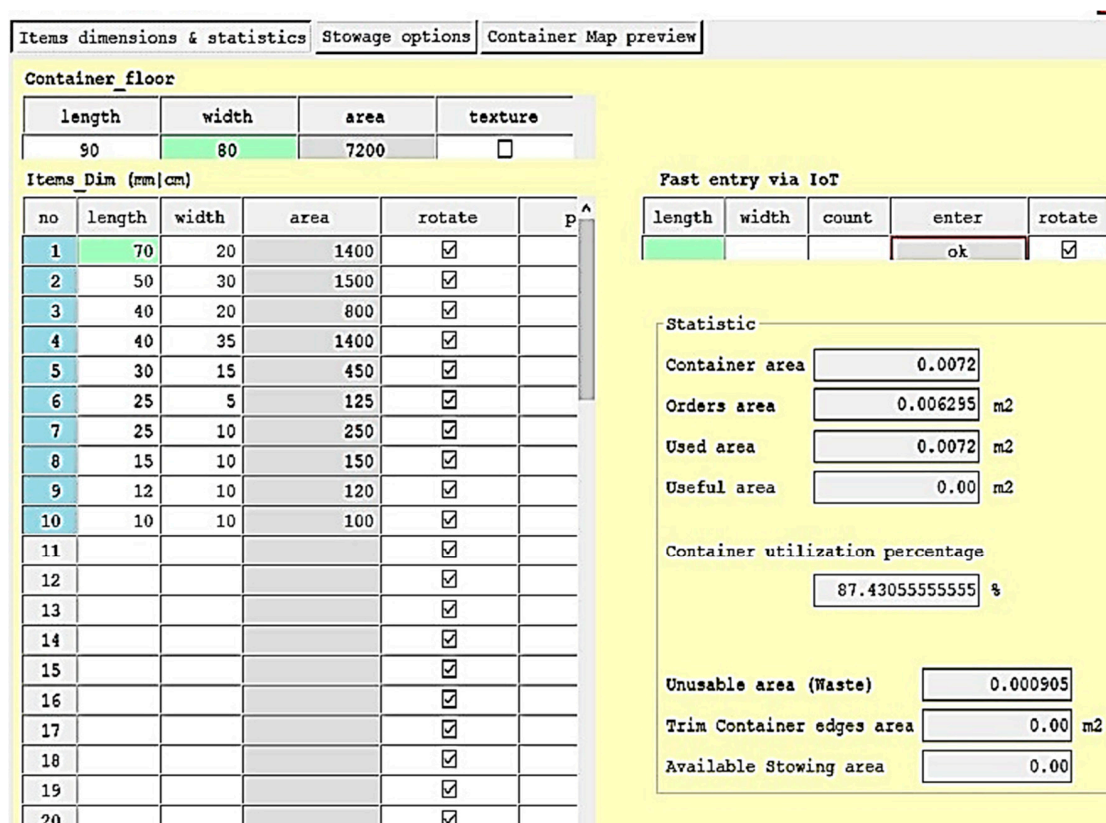 Items dimensions & statistics Stowage options Container Map preview
Container_floor
length width area texture
90 80 7200
Items_Dim (mm|cm)
no length width area rotate p
1 70 20 1400
2 50 30 1500
3 40 20 800
4 40 35 1400
5 30 15 450
6 25 5 125
7 25 10 250
8 15 10 150
9 12 10 120
10 10 10 100
11
12
13
14
15
16
17
18
19
20
Fast entry via IoT
length width count enter rotate
ok
Statistic
Container area 0.0072
Orders area 0.006295 m2
Used area 0.0072 m2
Useful area 0.00 m2
Container utilization percentage
87.43055555555 %
Unusable area (Waste) 0.000905
Trim Container edges area 0.00 m2
Available Stowing area 0.00